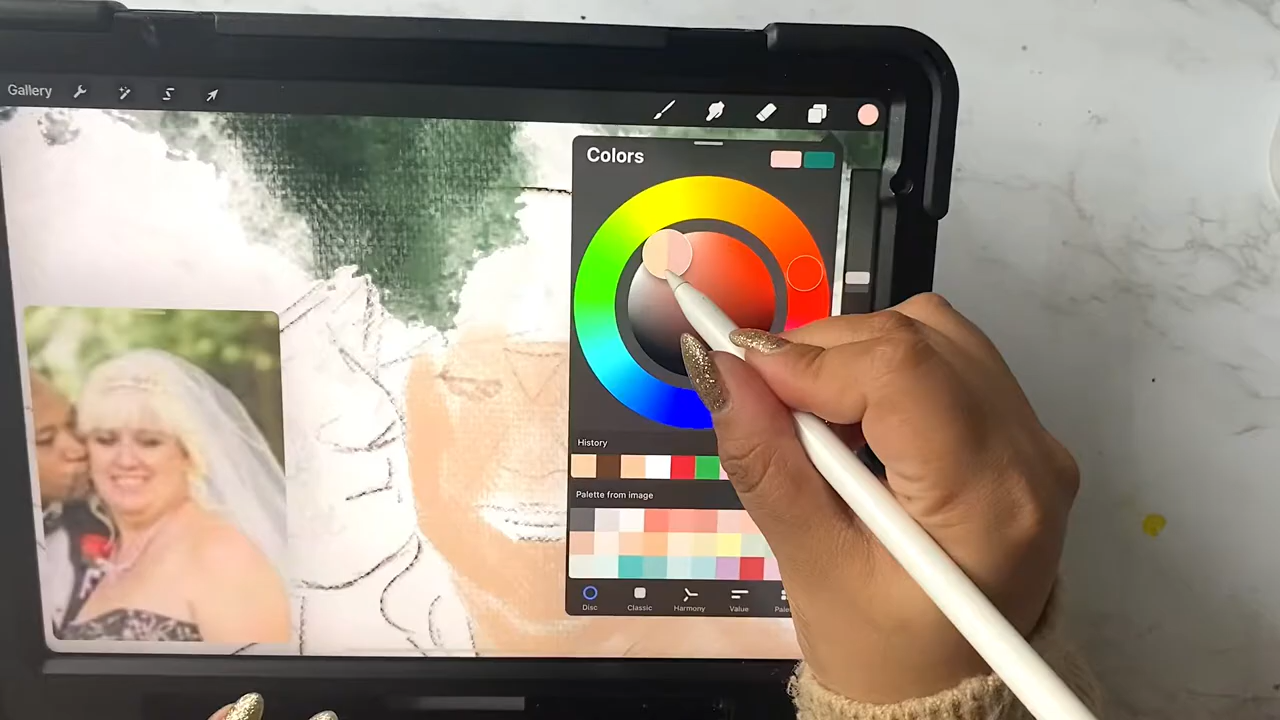 Gallery
Colors
History
Palette from image
Disc
Classic
Harmony
Value